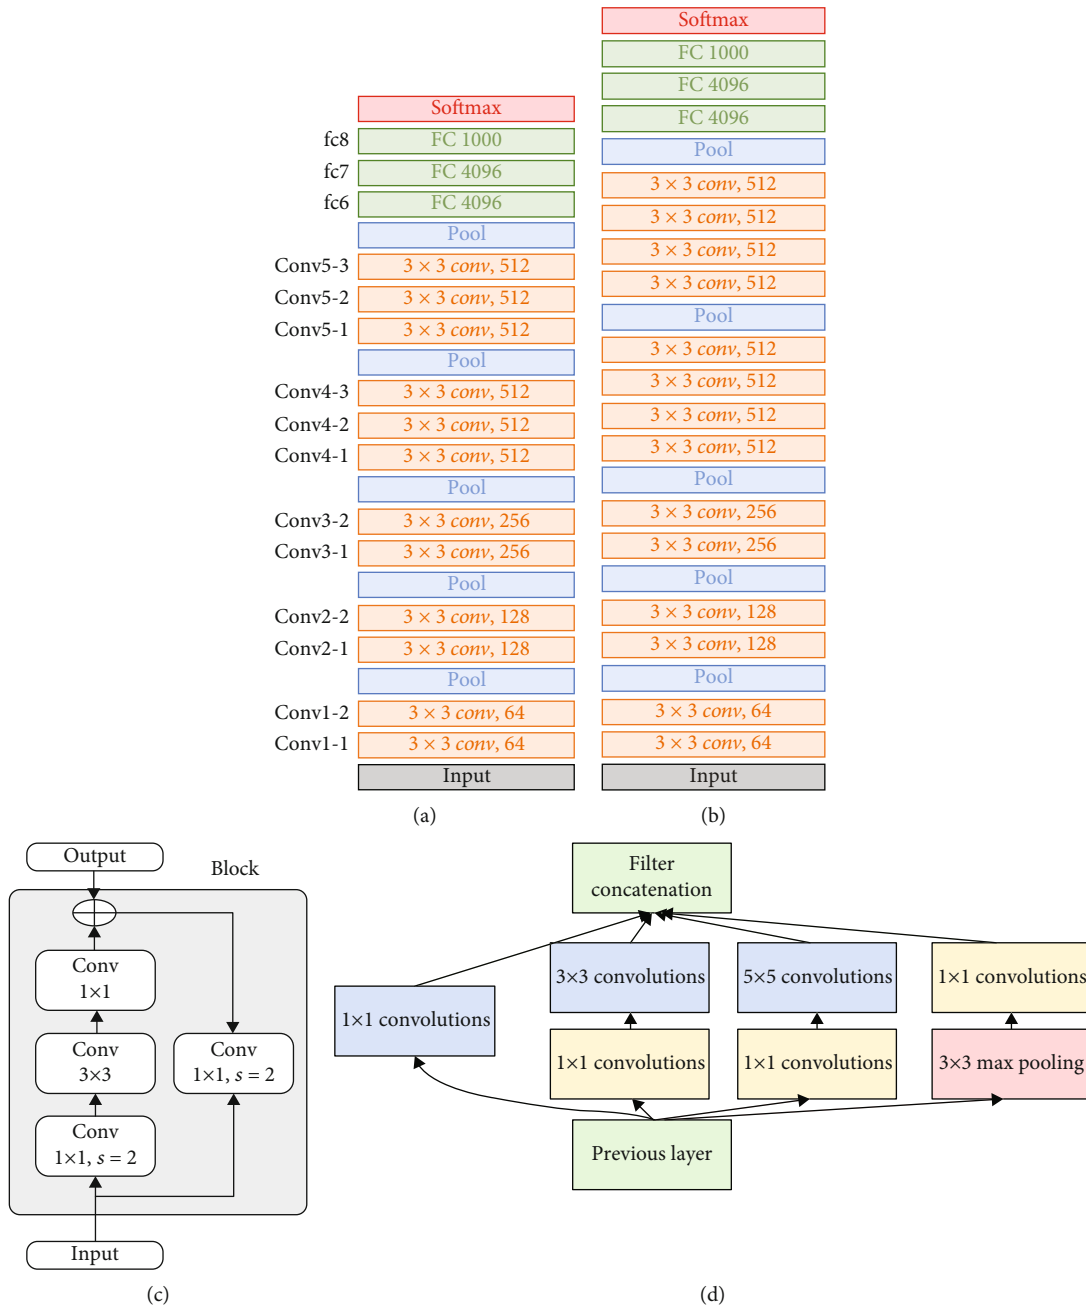 Softmax
fc8 FC 1000
fc7 FC 4096
fc6 FC 4096
Pool
Conv5-3 3 × 3 conv, 512
Conv5-2 3 × 3 conv, 512
Conv5-1 3 × 3 conv, 512
Pool
Conv4-3 3 × 3 conv, 512
Conv4-2 3 × 3 conv, 512
Conv4-1 3 × 3 conv, 512
Pool
Conv3-2 3 × 3 conv, 256
Conv3-1 3 × 3 conv, 256
Pool
Conv2-2 3 × 3 conv, 128
Conv2-1 3 × 3 conv, 128
Pool
Conv1-2 3 × 3 conv, 64
Conv1-1 3 × 3 conv, 64
Input
(a)
Softmax
FC 1000
FC 4096
FC 4096
Pool
3 × 3 conv, 512
3 × 3 conv, 512
3 × 3 conv, 512
3 × 3 conv, 512
Pool
3 × 3 conv, 512
3 × 3 conv, 512
3 × 3 conv, 512
3 × 3 conv, 512
Pool
3 × 3 conv, 256
3 × 3 conv, 256
Pool
3 × 3 conv, 128
3 × 3 conv, 128
Pool
3 × 3 conv, 64
3 × 3 conv, 64
Input
(b)
Output
Block
Conv
1×1
Conv
3×3
Conv
1×1, s = 2
Conv
1×1, s = 2
Input
(c)
Filter
concatenation
3×3 convolutions
5×5 convolutions
1×1 convolutions
1×1 convolutions
1×1 convolutions
1×1 convolutions
3×3 max pooling
Previous layer
(d)